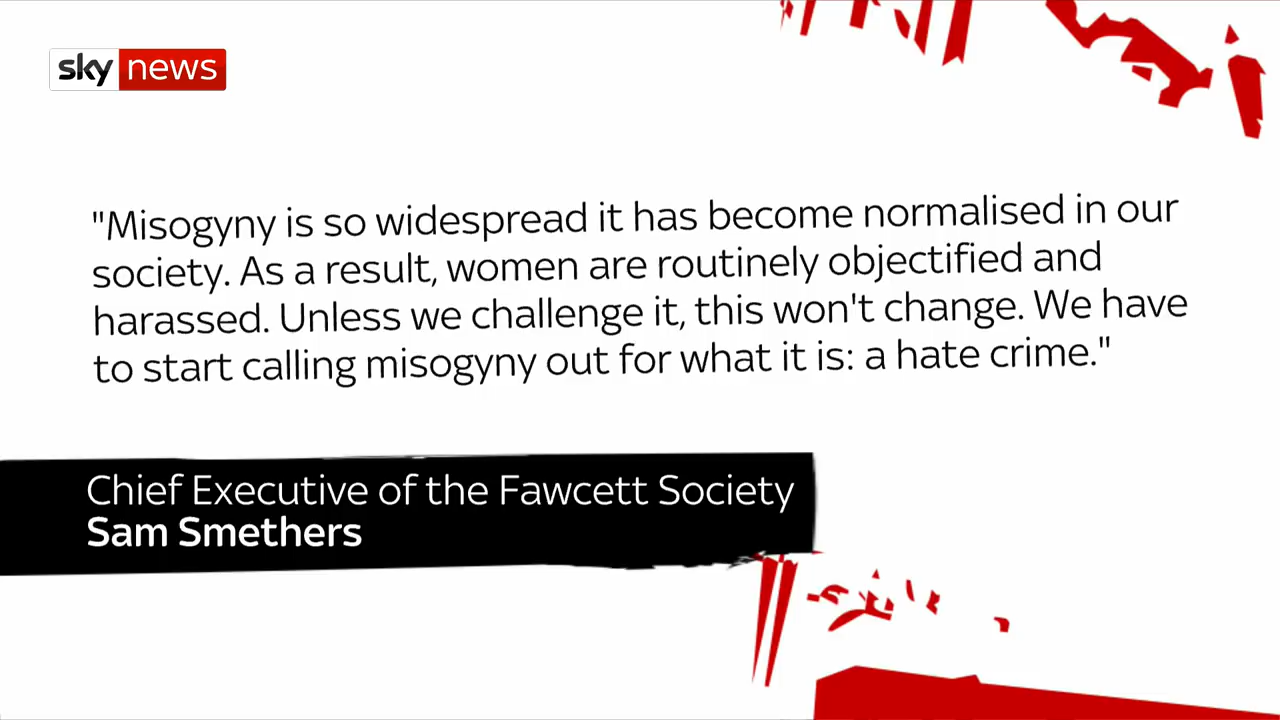 sky news
"Misogyny is so widespread it has become normalised in our
society. As a result, women are routinely objectified and
harassed. Unless we challenge it, this won't change. We have
to start calling misogyny out for what it is: a hate crime."
Chief Executive of the Fawcett Society
Sam Smethers